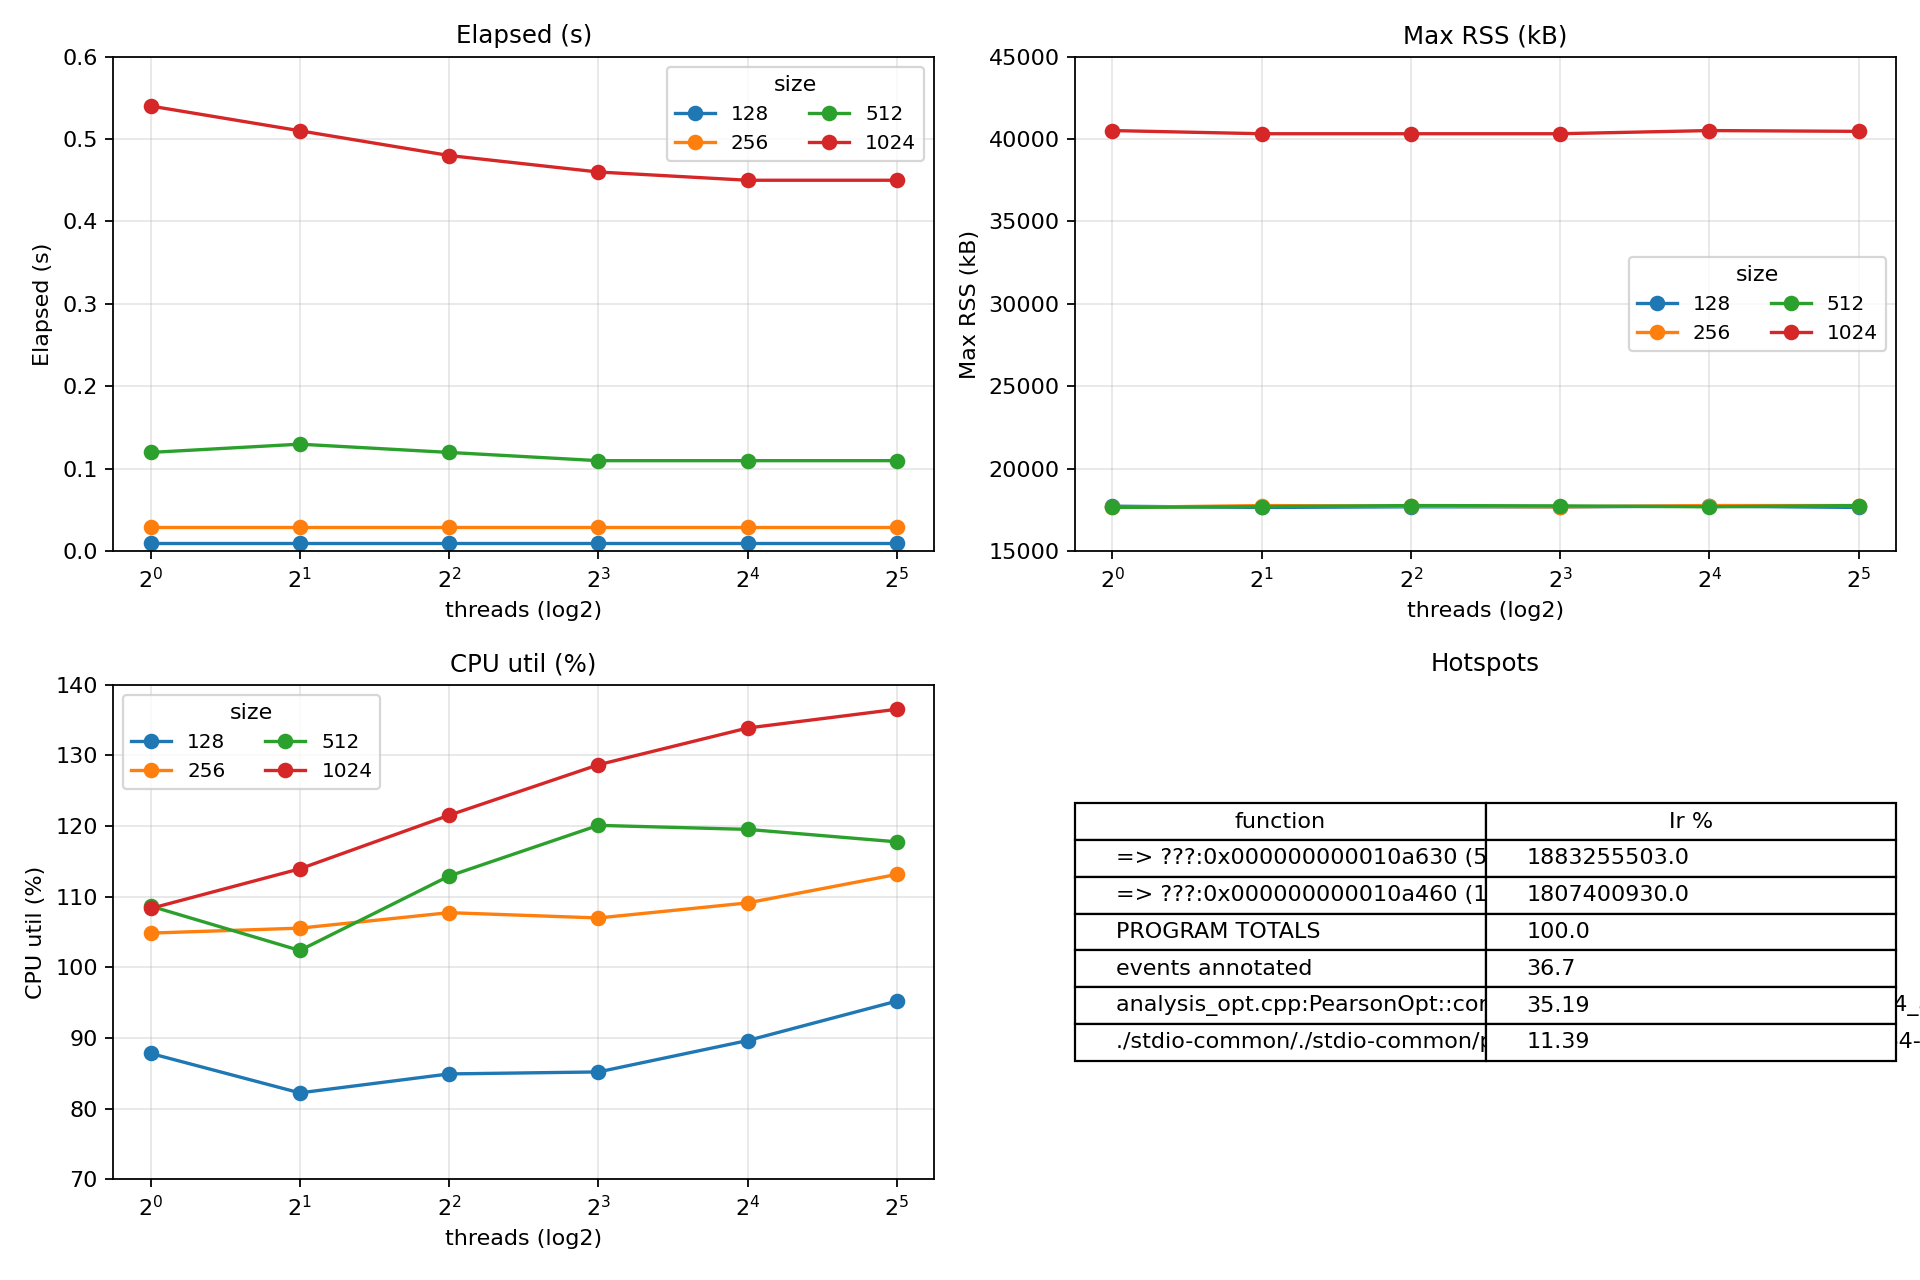 Elapsed (s)
0.6
0.5
0.4
0.3
0.2
0.1
0.0
Elapsed (s)
size
128 512
256 1024
2⁰ 2¹ 2² 2³ 2⁴ 2⁵
threads (log2)
Max RSS (kB)
45000
40000
35000
30000
25000
20000
15000
Max RSS (kB)
size
128 512
256 1024
2⁰ 2¹ 2² 2³ 2⁴ 2⁵
threads (log2)
CPU util (%)
140
130
120
110
100
90
80
70
CPU util (%)
size
128 512
256 1024
2⁰ 2¹ 2² 2³ 2⁴ 2⁵
threads (log2)
Hotspots
function Ir %
=> ???:0x000000000010a630 (5 1883255503.0
=> ???:0x000000000010a460 (1 1807400930.0
PROGRAM TOTALS 100.0
events annotated 36.7
analysis_opt.cpp:PearsonOpt::cor 35.19
./stdio-common/./stdio-common/p 11.39